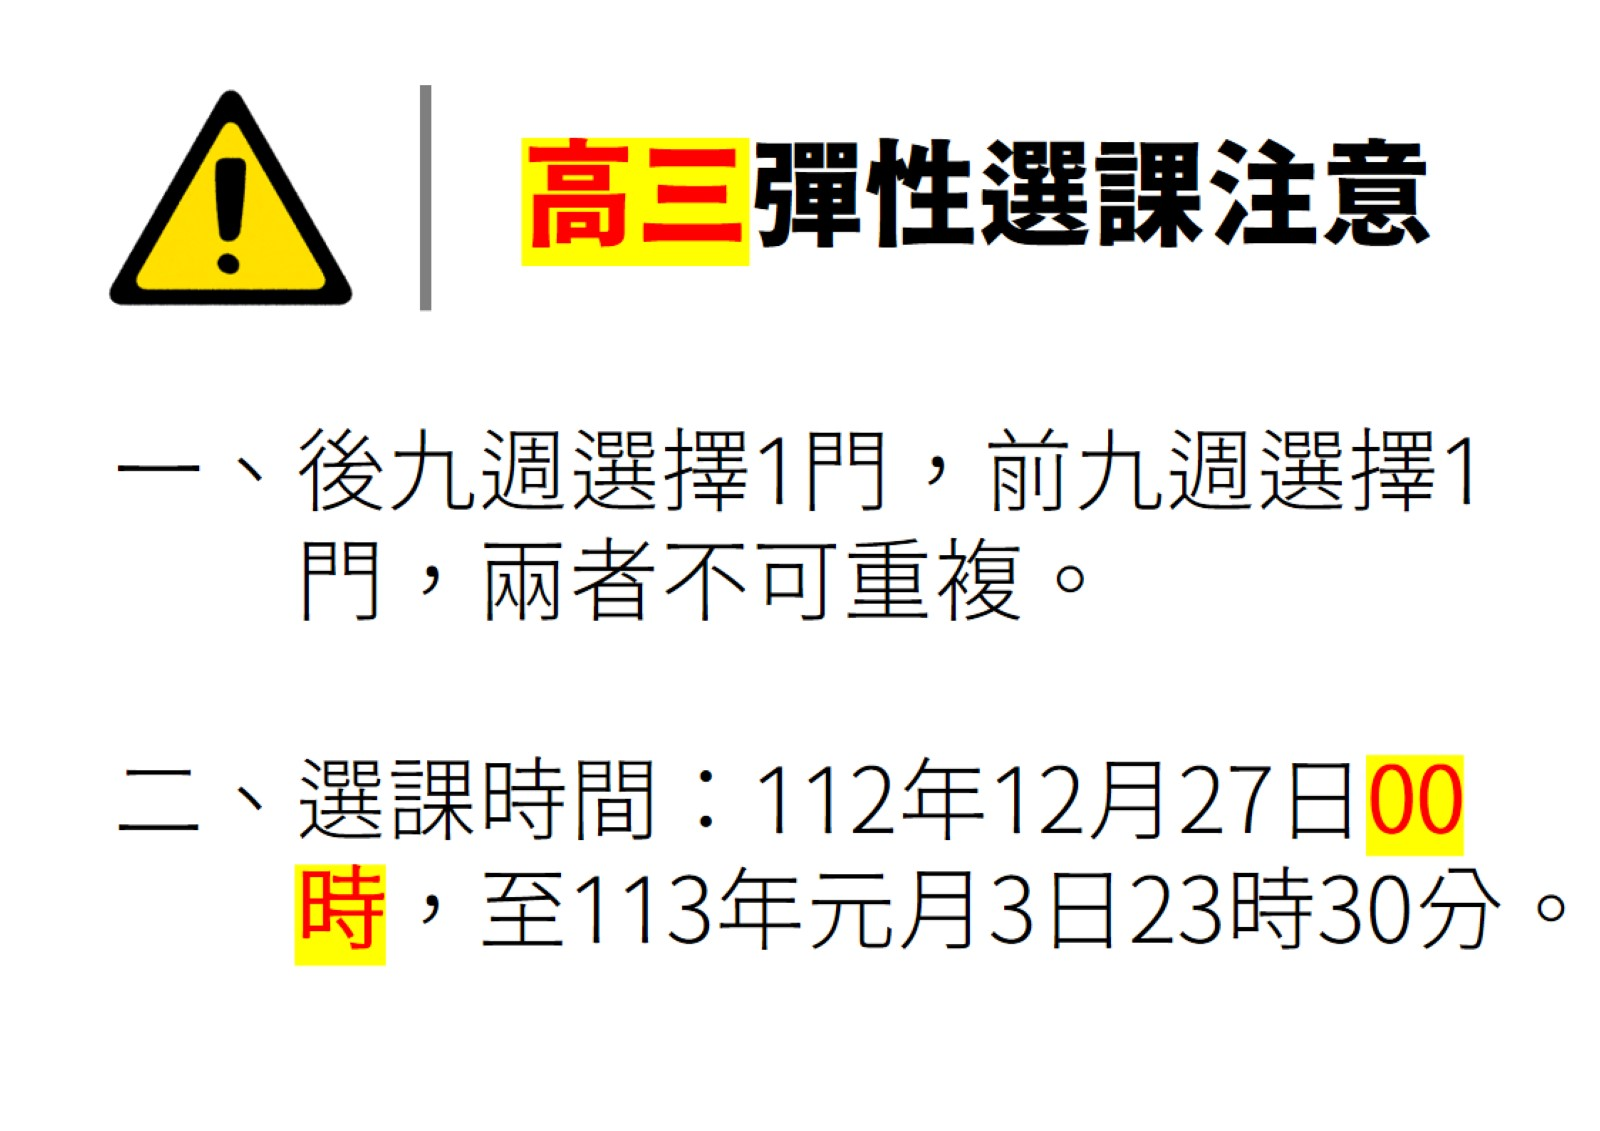 高三彈性選課注意
一、後九週選擇1門，前九週選擇1
門，兩者不可重複。
二、選課時間：112年12月27日00
時，至113年元月3日23時30分。